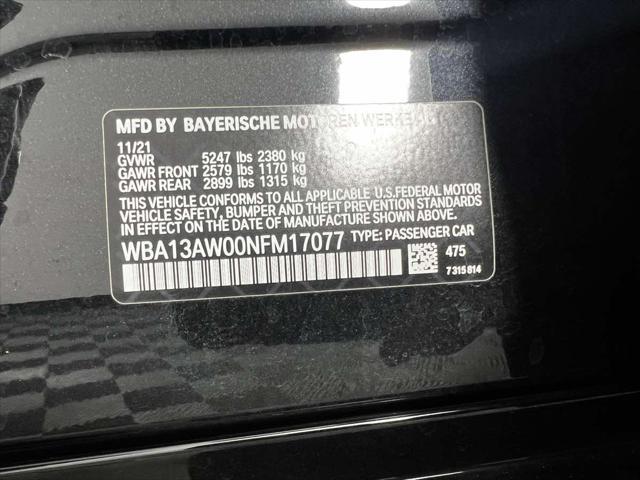 MFD BY BAYERISCHE MOTOREN WERKE
11/21
GVWR 5247 lbs 2380 kg
GAWR FRONT 2579 lbs 1170 kg
GAWR REAR 2899 lbs 1315 kg
THIS VEHICLE CONFORMS TO ALL APPLICABLE U.S.FEDERAL MOTOR
VEHICLE SAFETY, BUMPER AND THEFT PREVENTION STANDARDS
IN EFFECT ON THE DATE OF MANUFACTURE SHOWN ABOVE.
WBA13AW00NFM17077 TYPE: PASSENGER CAR
475
7315814